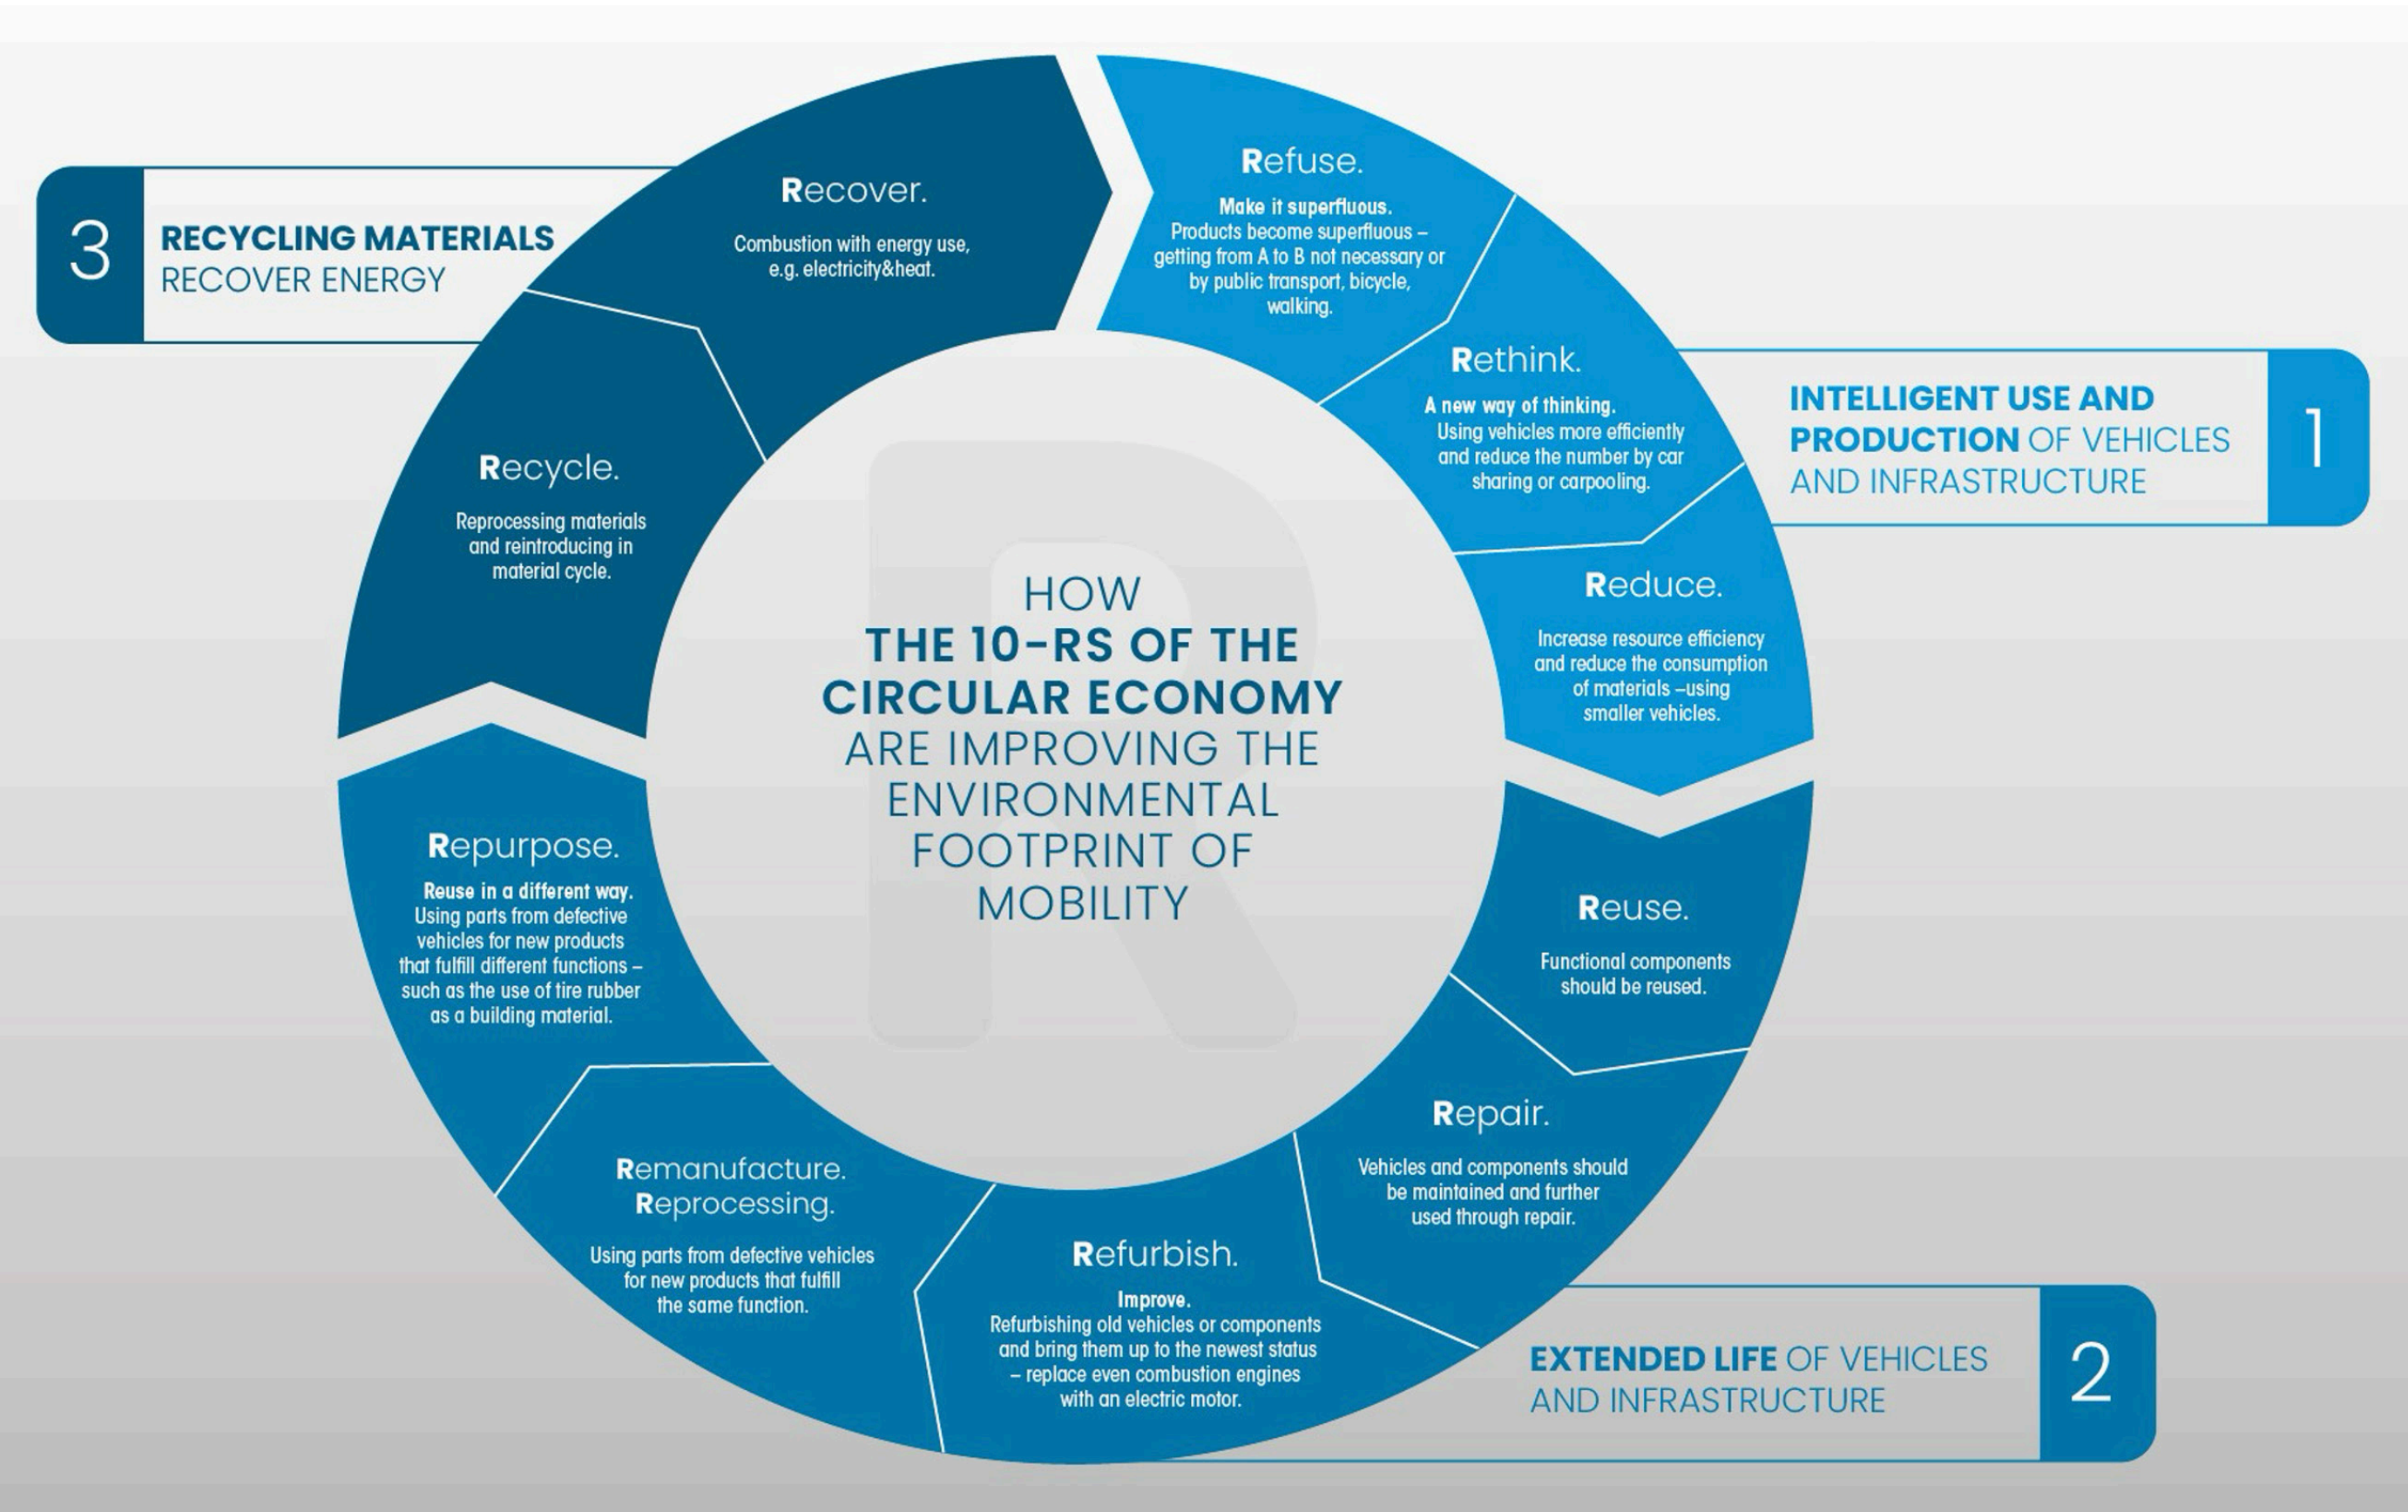 HOW
THE 10-RS OF THE
CIRCULAR ECONOMY
ARE IMPROVING THE
ENVIRONMENTAL
FOOTPRINT OF
MOBILITY
1
INTELLIGENT USE AND
PRODUCTION OF VEHICLES
AND INFRASTRUCTURE
Refuse.
Make it superfluous.
Products become superfluous –
getting from A to B not necessary or
by public transport, bicycle,
walking.
Rethink.
A new way of thinking.
Using vehicles more efficiently
and reduce the number by car
sharing or carpooling.
Reduce.
Increase resource efficiency
and reduce the consumption
of materials –using
smaller vehicles.
2
EXTENDED LIFE OF VEHICLES
AND INFRASTRUCTURE
Reuse.
Functional components
should be reused.
Repair.
Vehicles and components should
be maintained and further
used through repair.
Refurbish.
Improve.
Refurbishing old vehicles or components
and bring them up to the newest status
– replace even combustion engines
with an electric motor.
Remanufacture.
Reprocessing.
Using parts from defective vehicles
for new products that fulfill
the same function.
Repurpose.
Reuse in a different way.
Using parts from defective
vehicles for new products
that fulfill different functions –
such as the use of tire rubber
as a building material.
3
RECYCLING MATERIALS
RECOVER ENERGY
Recycle.
Reprocessing materials
and reintroducing in
material cycle.
Recover.
Combustion with energy use,
e.g. electricity&heat.
R